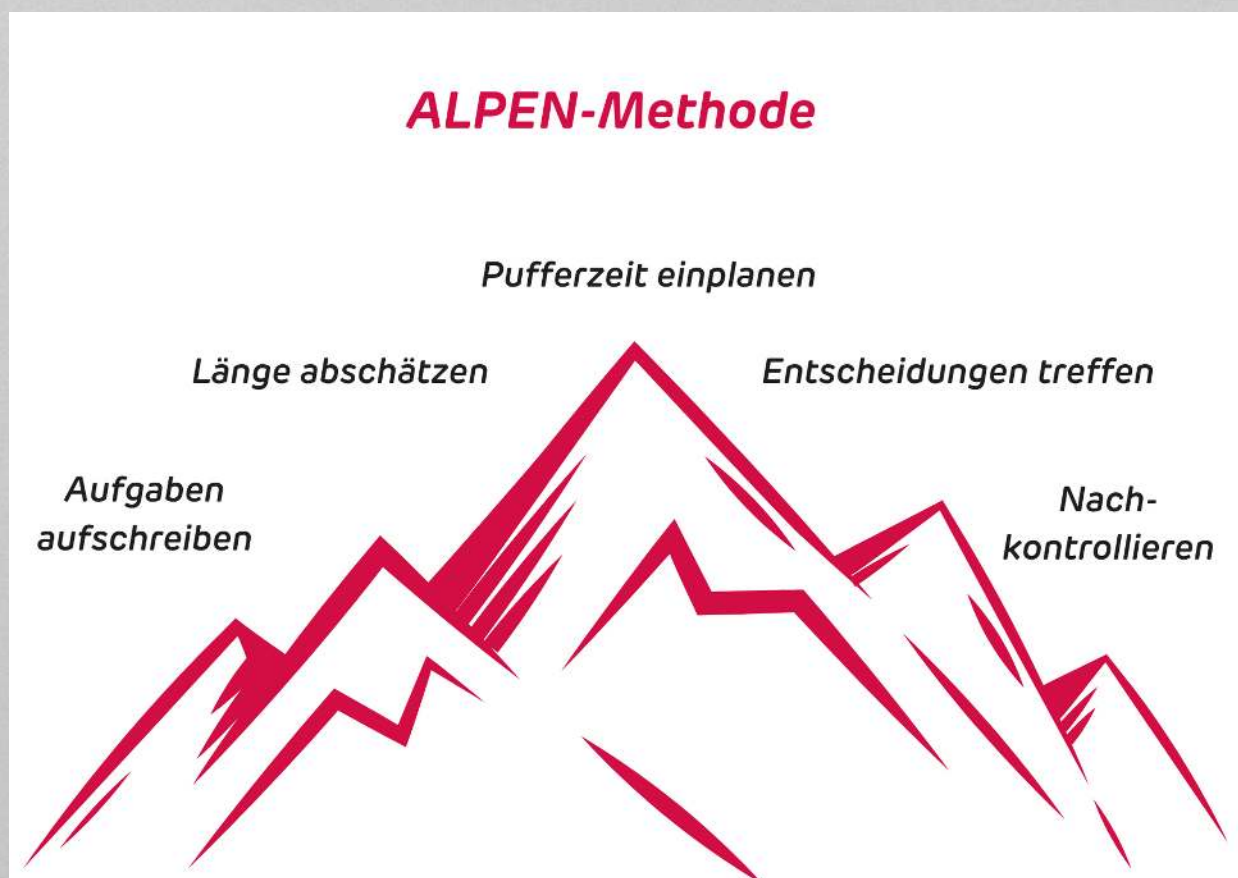 ALPEN-Methode
Pufferzeit einplanen
Länge abschätzen
Entscheidungen treffen
Aufgaben
aufschreiben
Nach-
kontrollieren